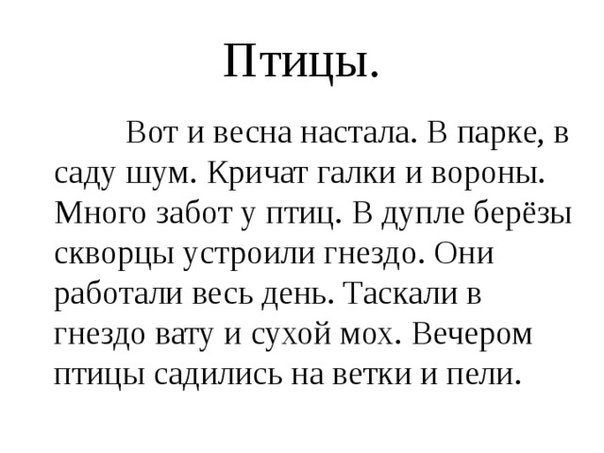 Птицы.
Вот и весна настала. В парке, в
саду шум. Кричат галки и вороны.
Много забот у птиц. В дупле берёзы
скворцы устроили гнездо. Они
работали весь день. Таскали в
гнездо вату и сухой мох. Вечером
птицы садились на ветки и пели.